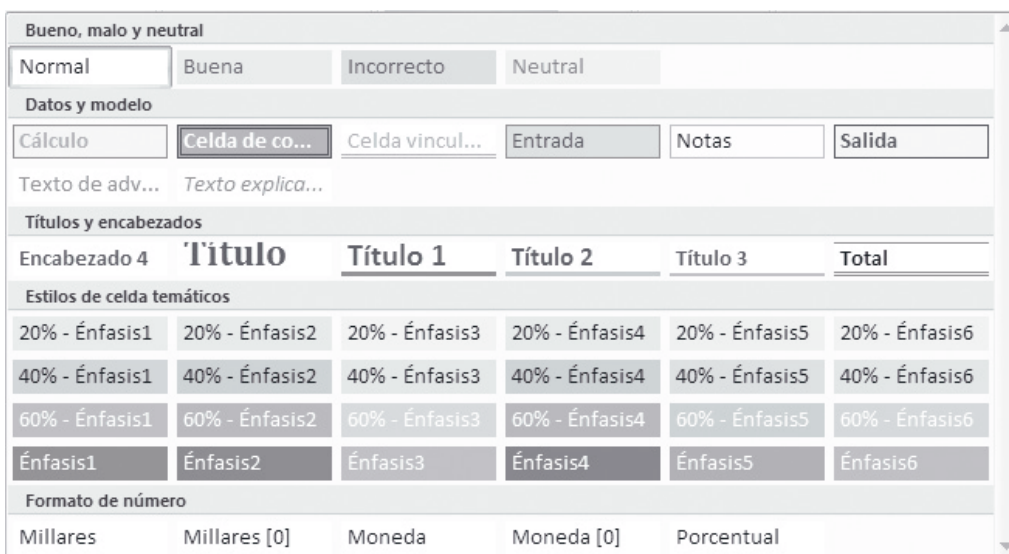 Bueno, malo y neutral
Normal Buena Incorrecto Neutral
Datos y modelo
Cálculo Celda de co... Celda vincul... Entrada Notas Salida
Texto de adv... Texto explica...
Títulos y encabezados
Encabezado 4 Título Título 1 Título 2 Título 3 Total
Estilos de celda temáticos
20% - Énfasis1 20% - Énfasis2 20% - Énfasis3 20% - Énfasis4 20% - Énfasis5 20% - Énfasis6
40% - Énfasis1 40% - Énfasis2 40% - Énfasis3 40% - Énfasis4 40% - Énfasis5 40% - Énfasis6
60% - Énfasis1 60% - Énfasis2 60% - Énfasis3 60% - Énfasis4 60% - Énfasis5 60% - Énfasis6
Énfasis1 Énfasis2 Énfasis3 Énfasis4 Énfasis5 Énfasis6
Formato de número
Millares Millares [0] Moneda Moneda [0] Porcentual